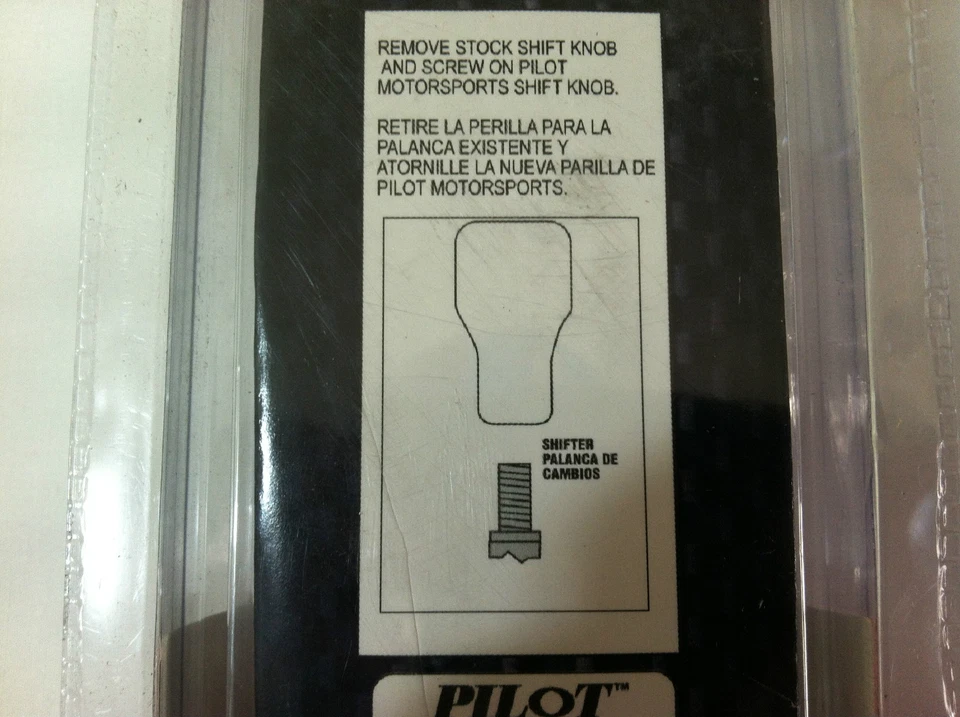 REMOVE STOCK SHIFT KNOB
AND SCREW ON PILOT
MOTORSPORTS SHIFT KNOB.
RETIRE LA PERILLA PARA LA
PALANCA EXISTENTE Y
ATORNILLE LA NUEVA PARILLA DE
PILOT MOTORSPORTS.
SHIFTER
PALANCA DE
CAMBIOS
PILOT™